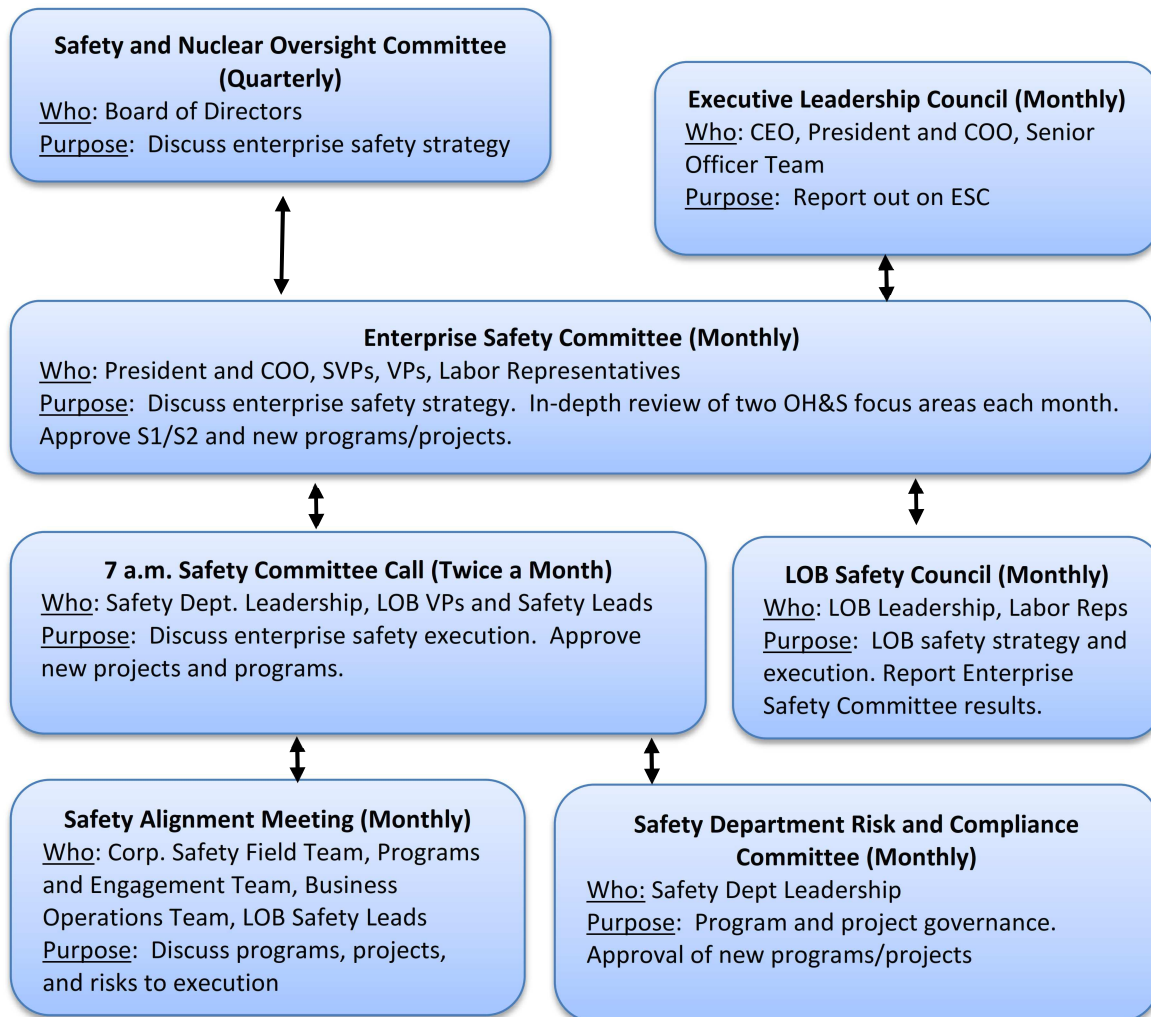 Safety and Nuclear Oversight Committee
(Quarterly)
Who: Board of Directors
Purpose:  Discuss enterprise safety strategy
Executive Leadership Council (Monthly)
Who: CEO, President and COO, Senior
Officer Team
Purpose:  Report out on ESC
Enterprise Safety Committee (Monthly)
Who: President and COO, SVPs, VPs, Labor Representatives
Purpose:  Discuss enterprise safety strategy.  In-depth review of two OH&S focus areas each month.
Approve S1/S2 and new programs/projects.
7 a.m. Safety Committee Call (Twice a Month)
Who: Safety Dept. Leadership, LOB VPs and Safety Leads
Purpose:  Discuss enterprise safety execution.  Approve
new projects and programs.
LOB Safety Council (Monthly)
Who: LOB Leadership, Labor Reps
Purpose:  LOB safety strategy and
execution. Report Enterprise
Safety Committee results.
Safety Alignment Meeting (Monthly)
Who: Corp. Safety Field Team, Programs
and Engagement Team, Business
Operations Team, LOB Safety Leads
Purpose:  Discuss programs, projects,
and risks to execution
Safety Department Risk and Compliance
Committee (Monthly)
Who: Safety Dept Leadership
Purpose:  Program and project governance.
Approval of new programs/projects